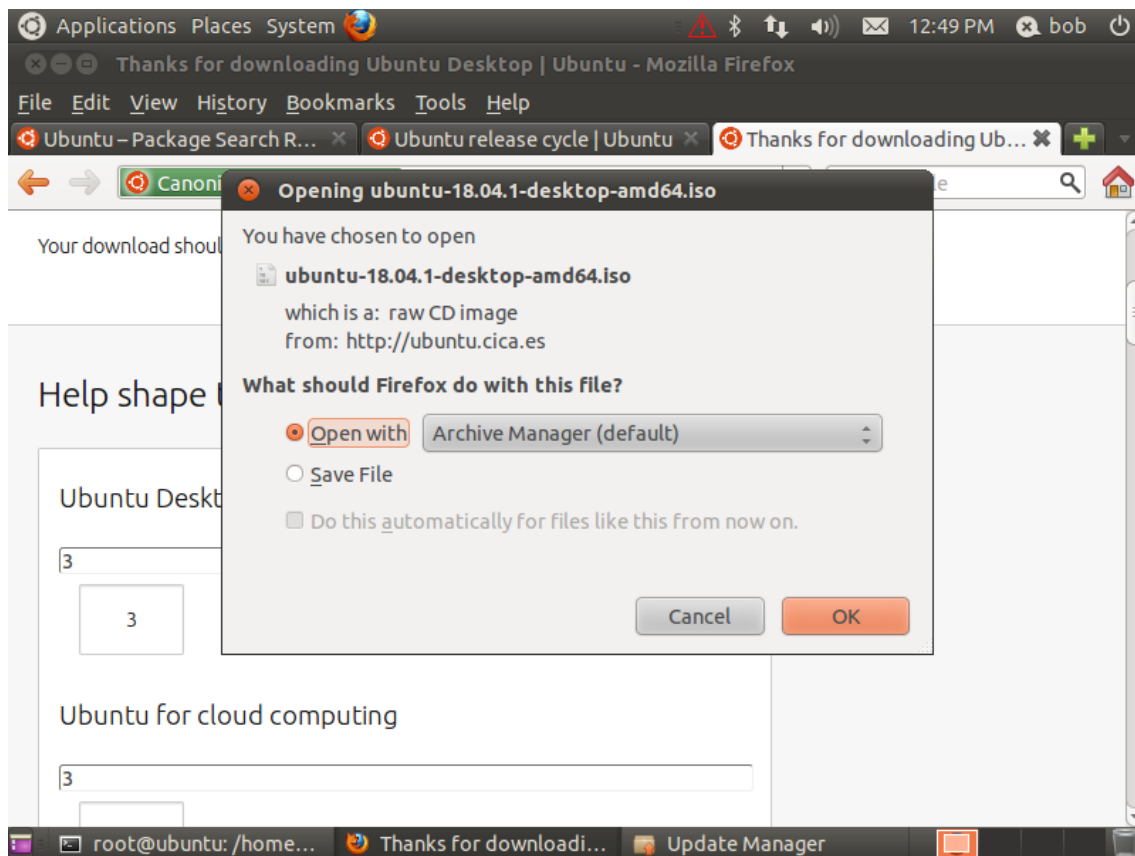 Applications Places System 12:49 PM bob
Thanks for downloading Ubuntu Desktop | Ubuntu - Mozilla Firefox
File Edit View History Bookmarks Tools Help
Ubuntu – Package Search R... Ubuntu release cycle | Ubuntu Thanks for downloading Ub...
Canoni
Opening ubuntu-18.04.1-desktop-amd64.iso
Your download shoul
You have chosen to open
ubuntu-18.04.1-desktop-amd64.iso
which is a: raw CD image
from: http://ubuntu.cica.es
Help shape
What should Firefox do with this file?
Open with Archive Manager (default)
Save File
Ubuntu Deskt
Do this automatically for files like this from now on.
3
3
Cancel OK
Ubuntu for cloud computing
3
root@ubuntu: /home... Thanks for downloadi... Update Manager